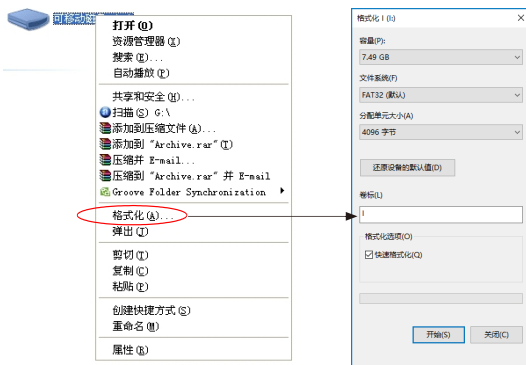 可移动磁
打开(O)
资源管理器(X)
搜索(E)...
自动播放(P)
共享和安全(H)...
扫描(S) G:\
添加到压缩文件(A)...
添加到 "Archive.rar"(T)
压缩并 E-mail...
压缩到 "Archive.rar" 并 E-mail
Groove Folder Synchronization
格式化(A)...
弹出(J)
剪切(T)
复制(C)
粘贴(P)
创建快捷方式(S)
重命名(M)
属性(R)
格式化 I (I:)
容量(P):
7.49 GB
文件系统(F)
FAT32 (默认)
分配单元大小(A)
4096 字节
还原设备的默认值(D)
卷标(L)
I
格式化选项(O)
快速格式化(Q)
开始(S)
关闭(C)